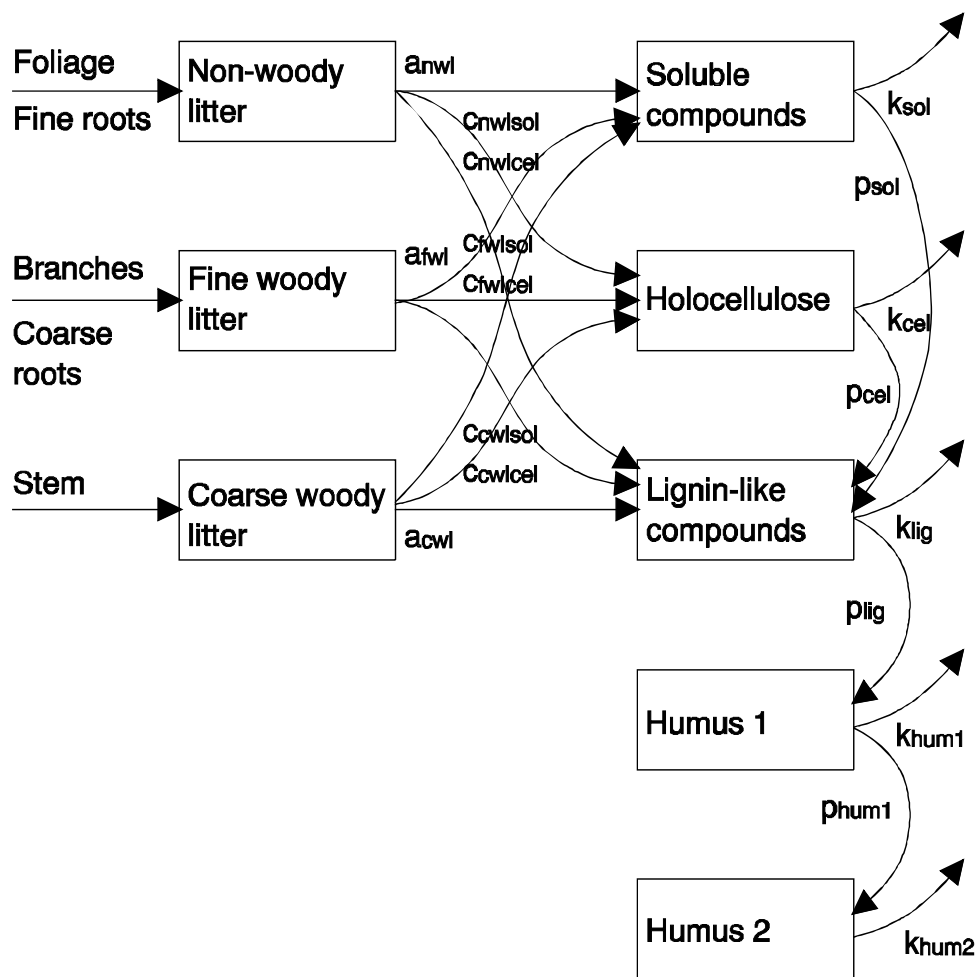 Foliage
Fine roots
Non-woody
litter
anwl
cnwlsol
cnwlcel
Soluble
compounds
ksol
psol
Branches
Coarse
roots
Fine woody
litter
afwl
cfwlsol
cfwlcel
Holocellulose
kcel
pcel
Stem
Coarse woody
litter
acwl
ccwlsol
ccwlcel
Lignin-like
compounds
klig
plig
Humus 1
khum1
phum1
Humus 2
khum2